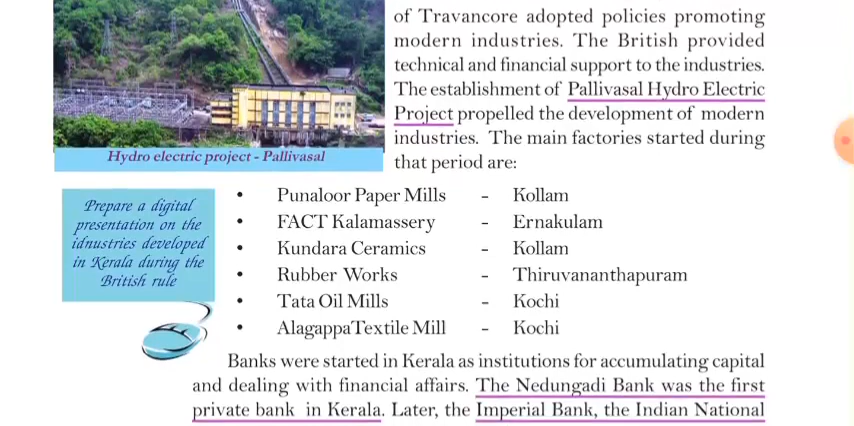 of Travancore adopted policies promoting
modern industries. The British provided
technical and financial support to the industries.
The establishment of Pallivasal Hydro Electric
Project propelled the development of modern
industries. The main factories started during
that period are:
Hydro electric project - Pallivasal
Prepare a digital
presentation on the
idnustries developed
in Kerala during the
British rule
• Punaloor Paper Mills - Kollam
• FACT Kalamassery - Ernakulam
• Kundara Ceramics - Kollam
• Rubber Works - Thiruvananthapuram
• Tata Oil Mills - Kochi
• AlagappaTextile Mill - Kochi
Banks were started in Kerala as institutions for accumulating capital
and dealing with financial affairs. The Nedungadi Bank was the first
private bank in Kerala. Later, the Imperial Bank, the Indian National